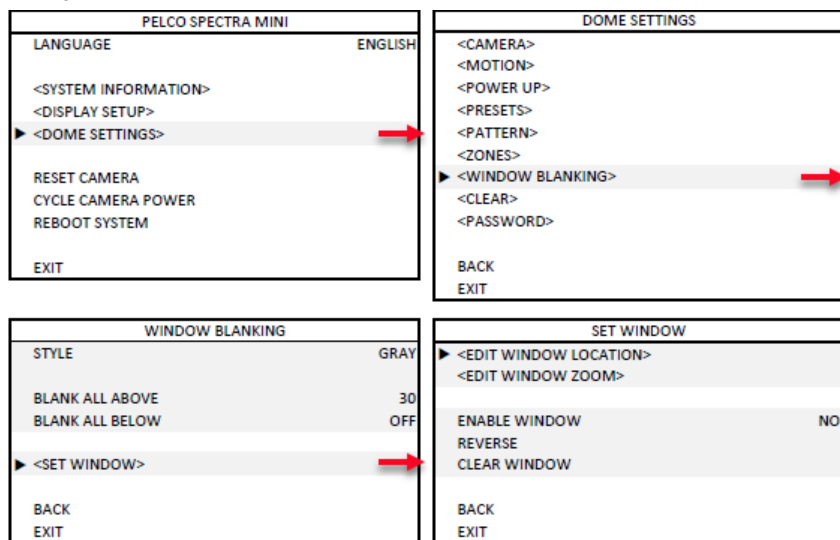 PELCO SPECTRA MINI
LANGUAGE ENGLISH
<SYSTEM INFORMATION>
<DISPLAY SETUP>
▶ <DOME SETTINGS>
RESET CAMERA
CYCLE CAMERA POWER
REBOOT SYSTEM
EXIT
DOME SETTINGS
<CAMERA>
<MOTION>
<POWER UP>
<PRESETS>
<PATTERN>
<ZONES>
▶ <WINDOW BLANKING>
<CLEAR>
<PASSWORD>
BACK
EXIT
WINDOW BLANKING
STYLE GRAY
BLANK ALL ABOVE 30
BLANK ALL BELOW OFF
▶ <SET WINDOW>
BACK
EXIT
SET WINDOW
▶ <EDIT WINDOW LOCATION>
<EDIT WINDOW ZOOM>
ENABLE WINDOW NO
REVERSE
CLEAR WINDOW
BACK
EXIT